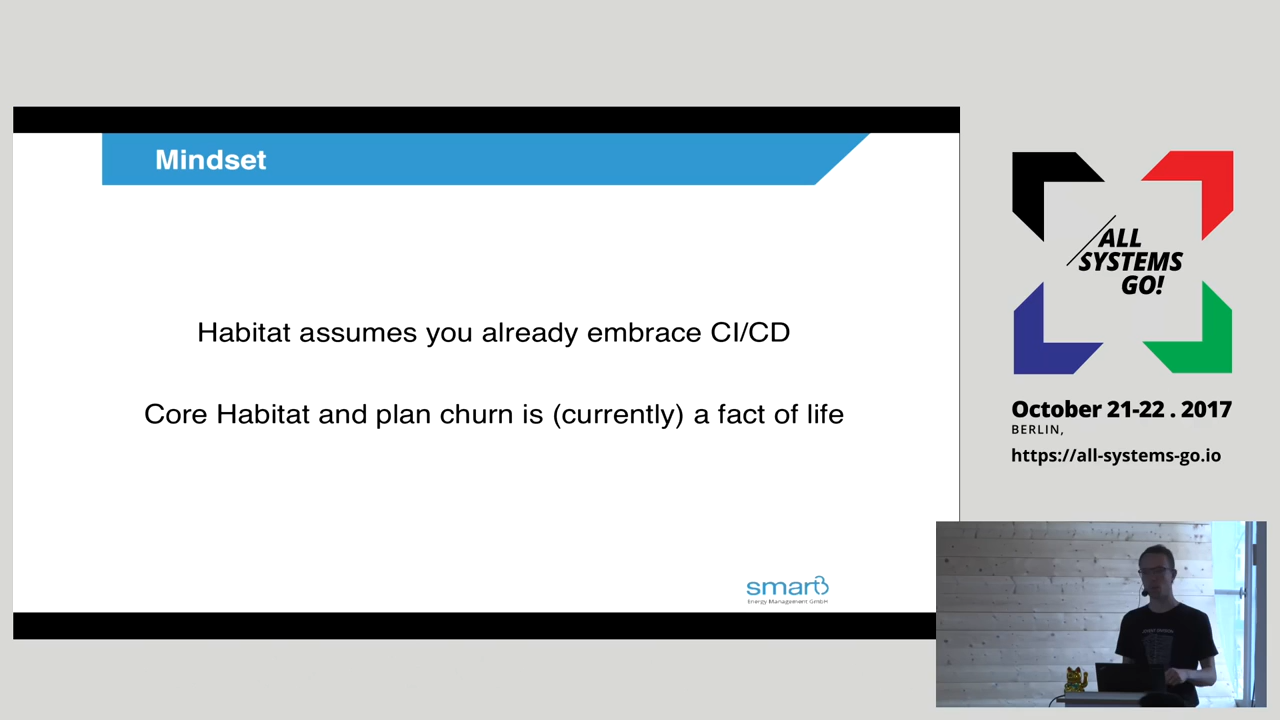 Mindset
Habitat assumes you already embrace CI/CD
Core Habitat and plan churn is (currently) a fact of life
smartB
Energy Management GmbH
ALL
SYSTEMS
GO!
October 21-22 . 2017
BERLIN,
https://all-systems-go.io